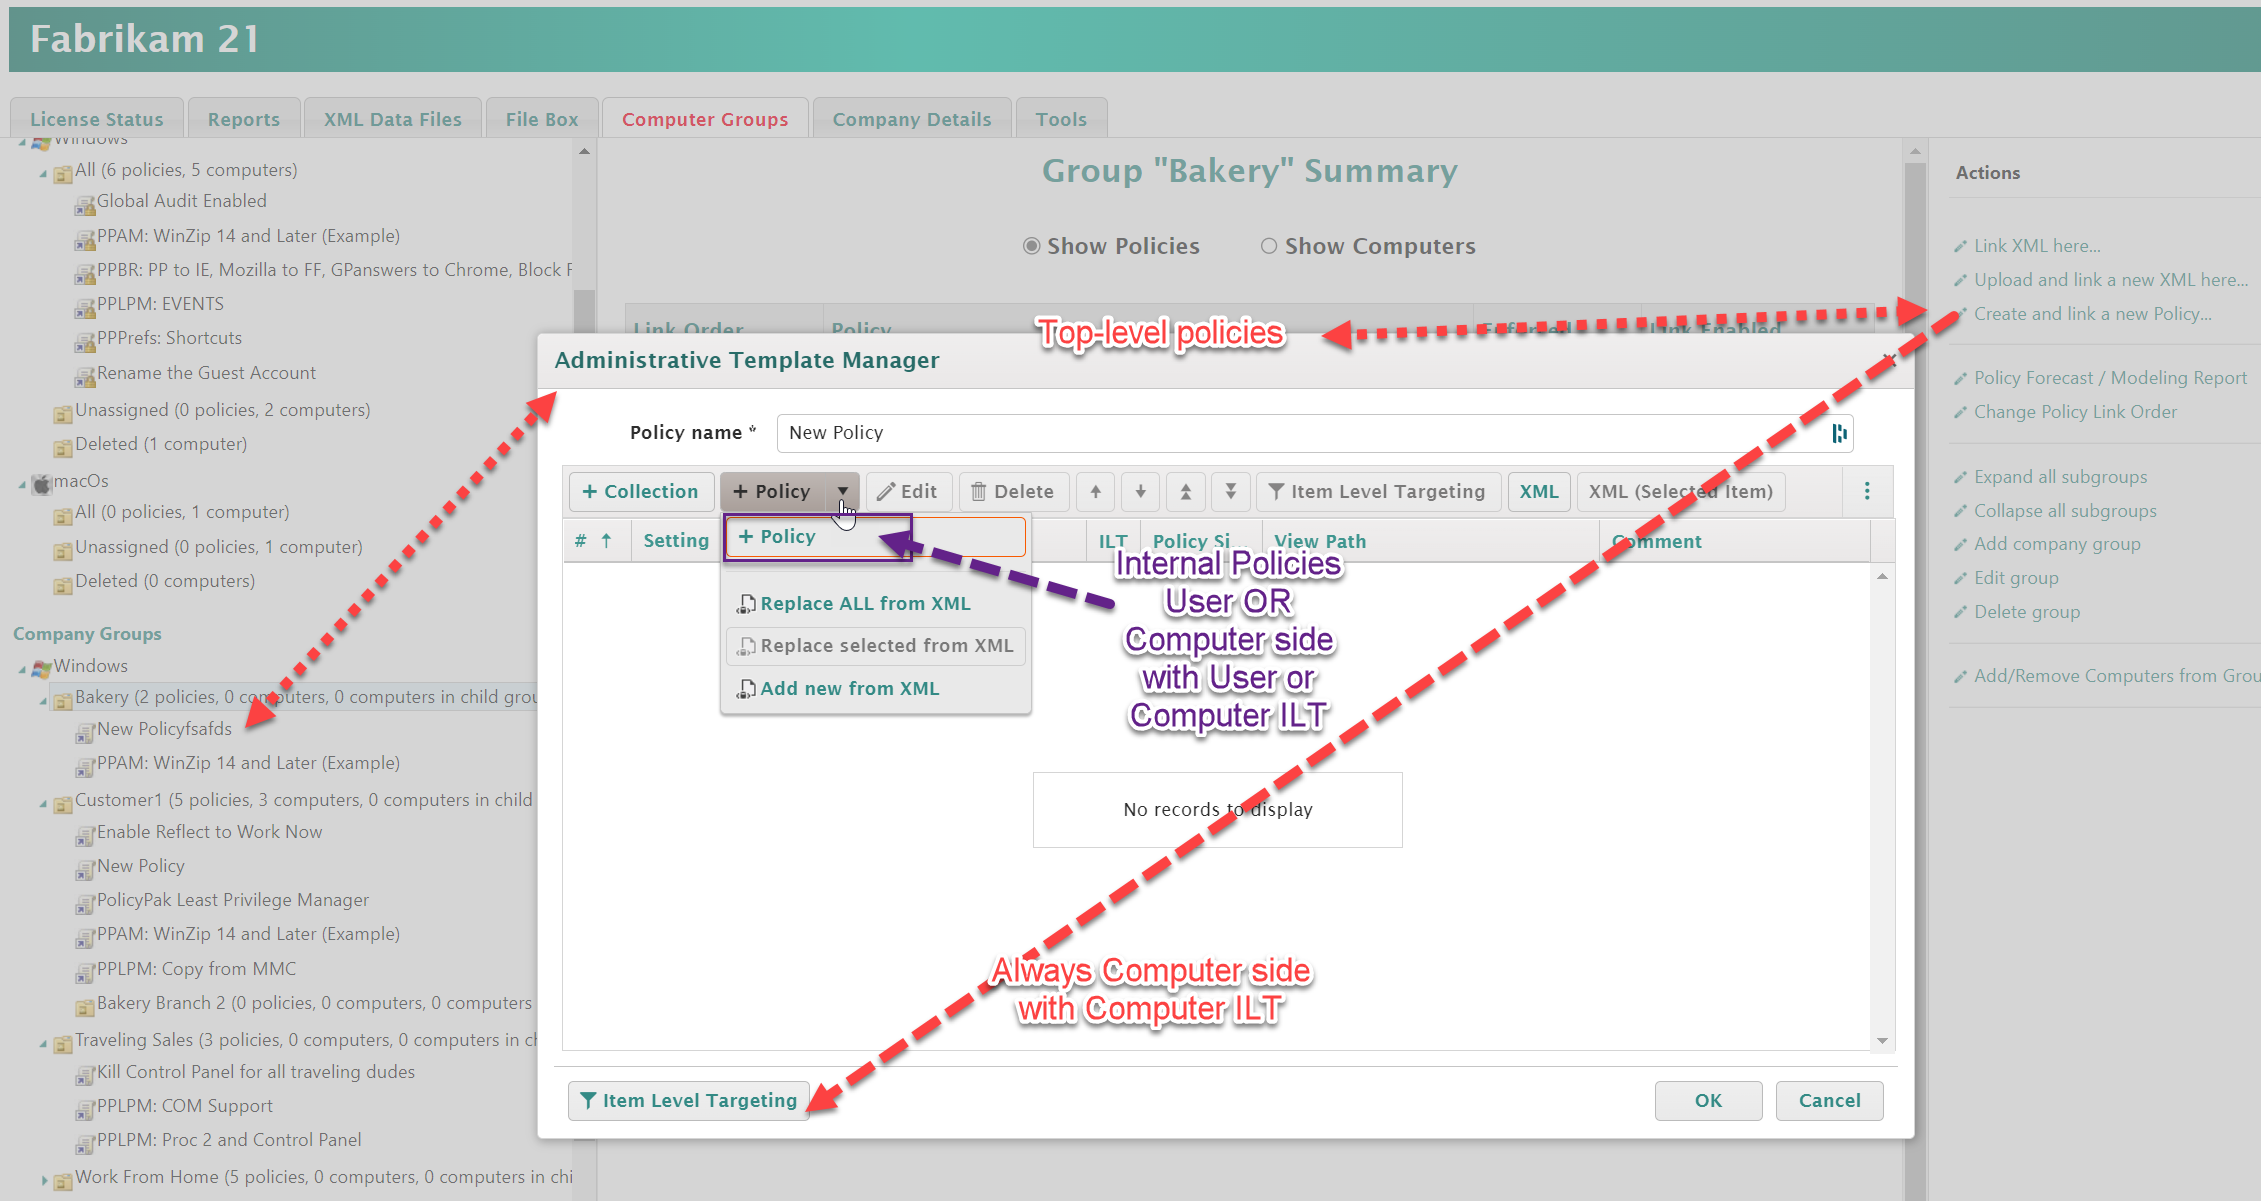 Fabrikam 21
License Status
Reports
XML Data Files
File Box
Computer Groups
Company Details
Tools
Windows
All (6 policies, 5 computers)
Global Audit Enabled
PPAM: WinZip 14 and Later (Example)
PPBR: PP to IE, Mozilla to FF, GPanswers to Chrome, Block F
PPLPM: EVENTS
PPPrefs: Shortcuts
Rename the Guest Account
Unassigned (0 policies, 2 computers)
Deleted (1 computer)
macOs
All (0 policies, 1 computer)
Unassigned (0 policies, 1 computer)
Deleted (0 computers)
Company Groups
Windows
Bakery (2 policies, 0 computers, 0 computers in child grou
New Policyfsafds
PPAM: WinZip 14 and Later (Example)
Customer1 (5 policies, 3 computers, 0 computers in child
Enable Reflect to Work Now
New Policy
PolicyPak Least Privilege Manager
PPAM: WinZip 14 and Later (Example)
PPLPM: Copy from MMC
Bakery Branch 2 (0 policies, 0 computers, 0 computers
Traveling Sales (3 policies, 0 computers, 0 computers in ch
Kill Control Panel for all traveling dudes
PPLPM: COM Support
PPLPM: Proc 2 and Control Panel
Work From Home (5 policies, 0 computers, 0 computers in chi
Group "Bakery" Summary
Show Policies
Show Computers
Link Order
Policy
Enforced
Link Enabled
Top-level policies
Administrative Template Manager
Policy name *
New Policy
+ Collection
+ Policy
Edit
Delete
Item Level Targeting
XML
XML (Selected Item)
# ↑
Setting
ILT
Policy Si...
View Path
Comment
+ Policy
Replace ALL from XML
Replace selected from XML
Add new from XML
Internal Policies
User OR
Computer side
with User or
Computer ILT
No records to display
Always Computer side
with Computer ILT
Item Level Targeting
OK
Cancel
Actions
Link XML here...
Upload and link a new XML here...
Create and link a new Policy...
Policy Forecast / Modeling Report
Change Policy Link Order
Expand all subgroups
Collapse all subgroups
Add company group
Edit group
Delete group
Add/Remove Computers from Grou